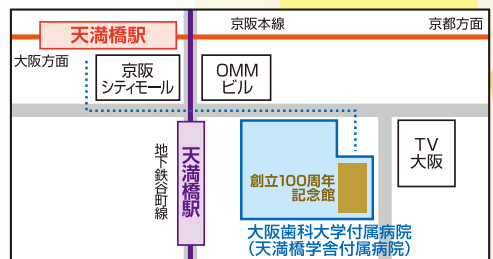 天満橋駅
京阪本線
京都方面
大阪方面
京阪
シティモール
OMM
ビル
地下鉄谷町線
天満橋駅
創立100周年
記念館
TV
大阪
大阪歯科大学付属病院
(天満橋学舎付属病院)